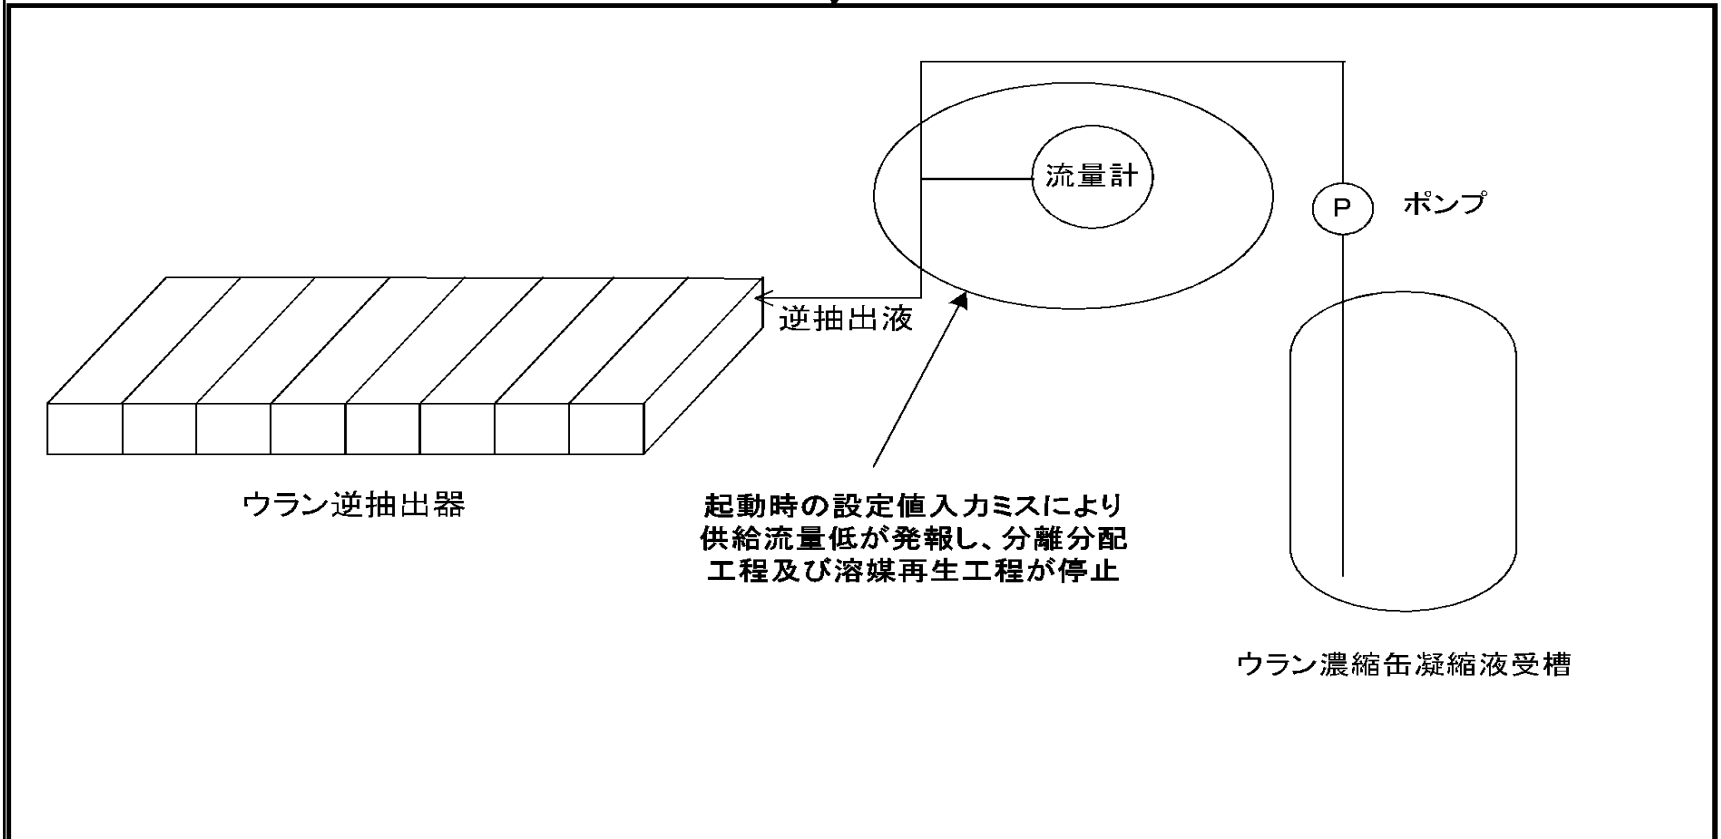 流量計
P
ポンプ
逆抽出液
ウラン逆抽出器
起動時の設定値入力ミスにより
供給流量低が発報し、分離分配
工程及び溶媒再生工程が停止
ウラン濃縮缶凝縮液受槽